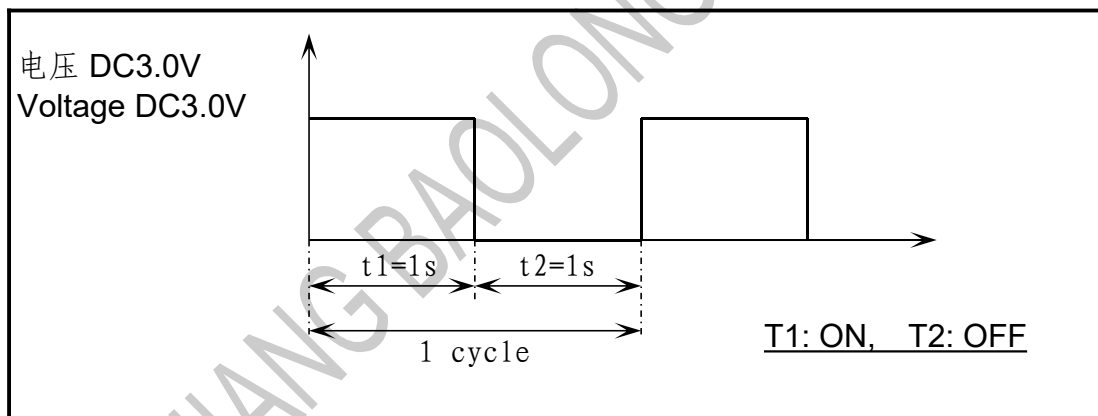 电压 DC3.0V
Voltage DC3.0V
t1=1s t2=1s
1 cycle
T1: ON, T2: OFF